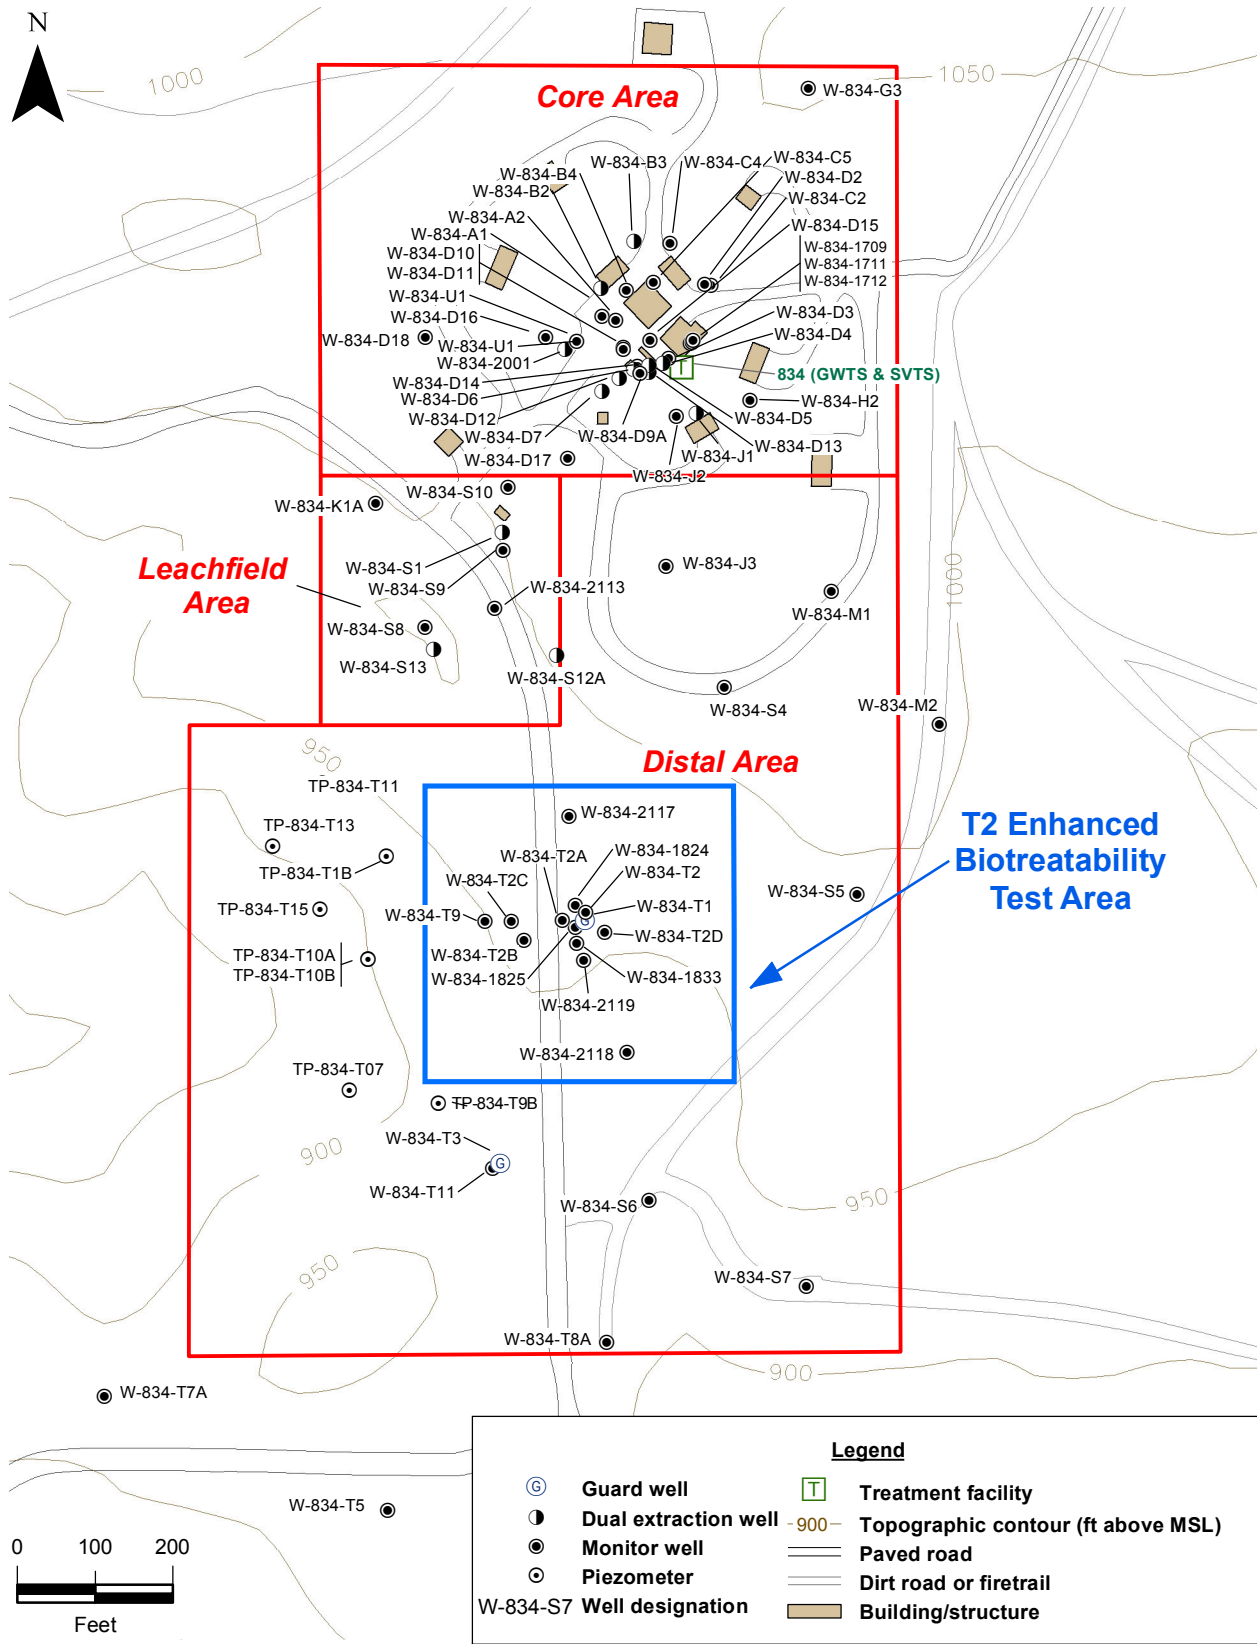 N
1000
1050
Core Area
W-834-G3
W-834-B3
W-834-C4
W-834-C5
W-834-B4
W-834-D2
W-834-B2
W-834-C2
W-834-A2
W-834-D15
W-834-A1
W-834-1709
W-834-D10
W-834-1711
W-834-D11
W-834-1712
W-834-U1
W-834-D3
W-834-D16
W-834-D18
W-834-U1
W-834-D4
W-834-2001
W-834-D14
T
834 (GWTS & SVTS)
W-834-D6
W-834-H2
W-834-D12
W-834-D5
W-834-D7
W-834-D9A
W-834-D13
W-834-D17
W-834-J1
W-834-J2
W-834-S10
W-834-K1A
Leachfield
Area
W-834-S1
W-834-S9
W-834-J3
W-834-2113
1000
W-834-M1
W-834-S8
W-834-S13
W-834-S12A
W-834-S4
W-834-M2
950
Distal Area
TP-834-T11
W-834-2117
TP-834-T13
T2 Enhanced
Biotreatability
Test Area
W-834-T2A
W-834-1824
TP-834-T1B
W-834-T2
W-834-T2C
W-834-S5
TP-834-T15
W-834-T9
W-834-T1
G
W-834-T2D
TP-834-T10A
W-834-T2B
TP-834-T10B
W-834-1825
W-834-1833
W-834-2119
W-834-2118
TP-834-T07
TP-834-T9B
W-834-T3
900
G
W-834-T11
W-834-S6
950
950
W-834-S7
W-834-T8A
900
W-834-T7A
W-834-T5
0 100 200
Feet
Legend
G Guard well
Dual extraction well
Monitor well
Piezometer
W-834-S7 Well designation
T Treatment facility
900 Topographic contour (ft above MSL)
Paved road
Dirt road or firetrail
Building/structure